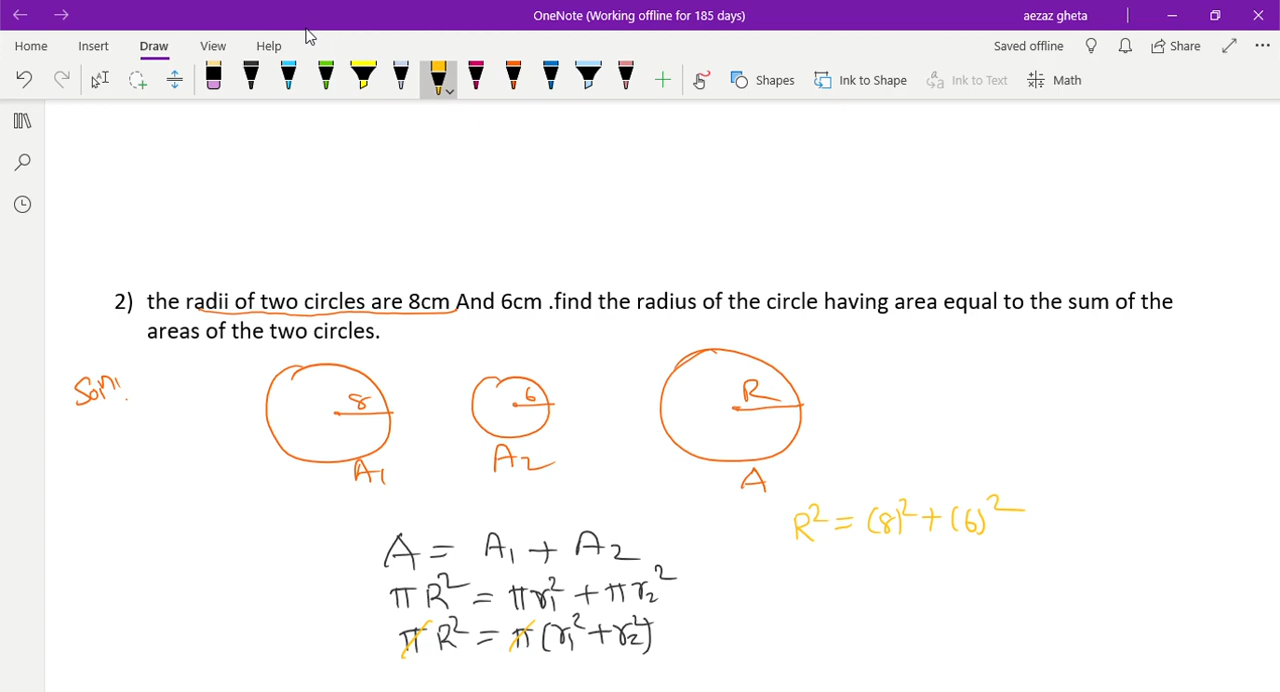 OneNote (Working offline for 185 days)
aezaz gheta
Home Insert Draw View Help
Saved offline Share
Shapes Ink to Shape Ink to Text Math
2) the radii of two circles are 8cm And 6cm .find the radius of the circle having area equal to the sum of the
areas of the two circles.
Soln:
8 6 R
A1 A2 A
R² = (8)² + (6)²
A = A₁ + A₂
πR² = πr₁² + πr₂²
πR² = π(r₁² + r₂²)